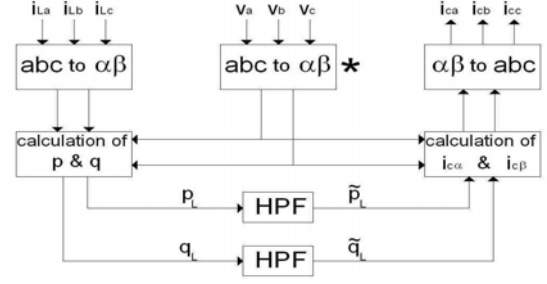 iLa iLb iLc
va vb vc
ica icb icc
abc to αβ
abc to αβ *
αβ to abc
calculation of
p & q
calculation of
icα & icβ
pL
HPF
p̃L
qL
HPF
q̃L